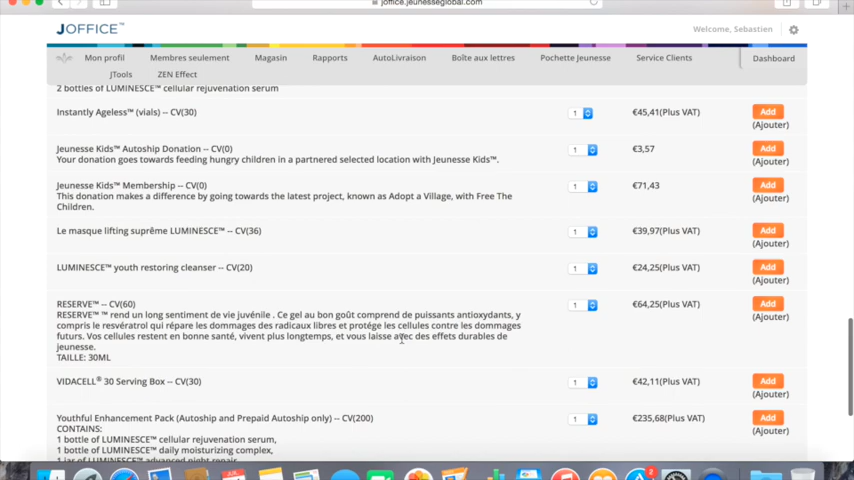 joffice.jeunesseglobal.com
JOFFICE™
Welcome, Sebastien
Mon profil Membres seulement Magasin Rapports AutoLivraison Boîte aux lettres Pochette Jeunesse Service Clients Dashboard
JTools ZEN Effect
2 bottles of LUMINESCE™ cellular rejuvenation serum
Instantly Ageless™ (vials) -- CV(30) 1 €45,41(Plus VAT) Add
(Ajouter)
Jeunesse Kids™ Autoship Donation -- CV(0) 1 €3,57 Add
Your donation goes towards feeding hungry children in a partnered selected location with Jeunesse Kids™. (Ajouter)
Jeunesse Kids™ Membership -- CV(0) 1 €71,43 Add
This donation makes a difference by going towards the latest project, known as Adopt a Village, with Free The (Ajouter)
Children.
Le masque lifting suprême LUMINESCE™ -- CV(36) 1 €39,97(Plus VAT) Add
(Ajouter)
LUMINESCE™ youth restoring cleanser -- CV(20) 1 €24,25(Plus VAT) Add
(Ajouter)
RESERVE™ -- CV(60) 1 €64,25(Plus VAT) Add
RESERVE™ ™ rend un long sentiment de vie juvénile . Ce gel au bon goût comprend de puissants antioxydants, y (Ajouter)
compris le resvératrol qui répare les dommages des radicaux libres et protége les cellules contre les dommages
futurs. Vos cellules restent en bonne santé, vivent plus longtemps, et vous laisse avec des effets durables de
jeunesse.
TAILLE: 30ML
VIDACELL® 30 Serving Box -- CV(30) 1 €42,11(Plus VAT) Add
(Ajouter)
Youthful Enhancement Pack (Autoship and Prepaid Autoship only) -- CV(200) 1 €235,68(Plus VAT) Add
CONTAINS: (Ajouter)
1 bottle of LUMINESCE™ cellular rejuvenation serum,
1 bottle of LUMINESCE™ daily moisturizing complex,
1 jar of LUMINESCE™ advanced night repair
2